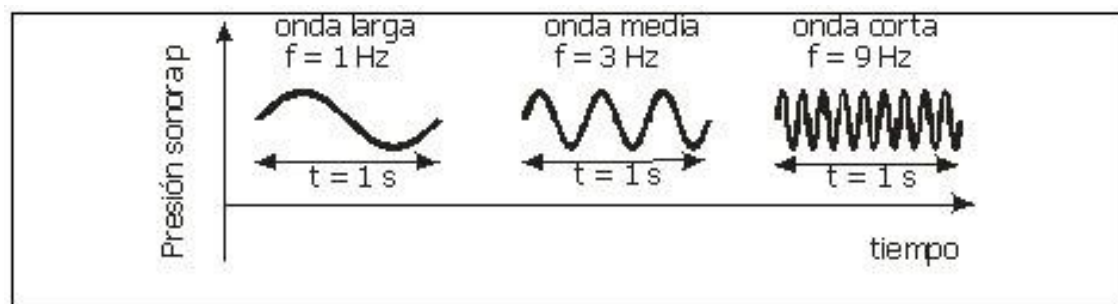 onda larga
f = 1 Hz
t = 1 s
onda media
f = 3 Hz
t = 1 s
onda corta
f = 9 Hz
t = 1 s
Presión sonora p
tiempo